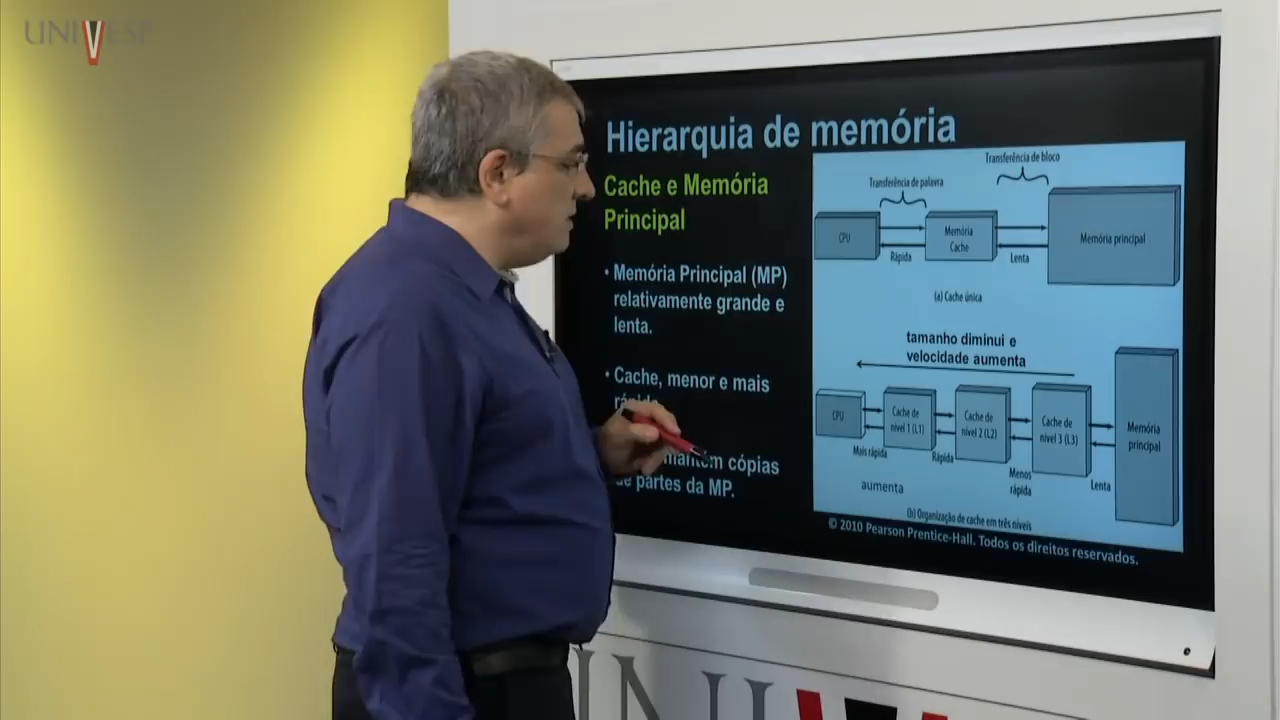 UNIVESP
Hierarquia de memória
Cache e Memória
Principal
• Memória Principal (MP)
relativamente grande e
lenta.
• Cache, menor e mais
mantém cópias
de partes da MP.
Transferência de bloco
Transferência de palavra
CPU
Memória
Cache
Memória principal
Rápida
Lenta
(a) Cache única
tamanho diminui e
velocidade aumenta
CPU
Cache de
nível 1 (L1)
Cache de
nível 2 (L2)
Cache de
nível 3 (L3)
Memória
principal
Mais rápida
Rápida
Menos
rápida
Lenta
aumenta
(b) Organização de cache em três níveis
© 2010 Pearson Prentice-Hall. Todos os direitos reservados.